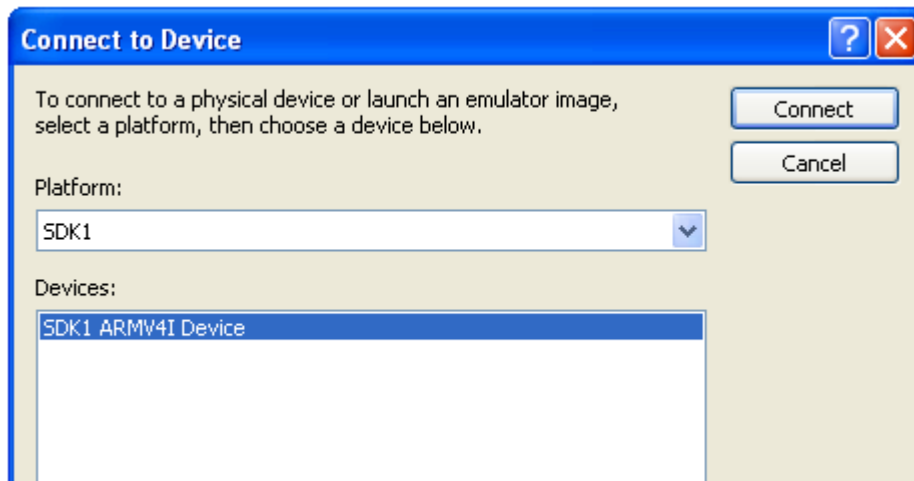 Connect to Device
To connect to a physical device or launch an emulator image,
select a platform, then choose a device below.
Connect
Cancel
Platform:
SDK1
Devices:
SDK1 ARMV4I Device